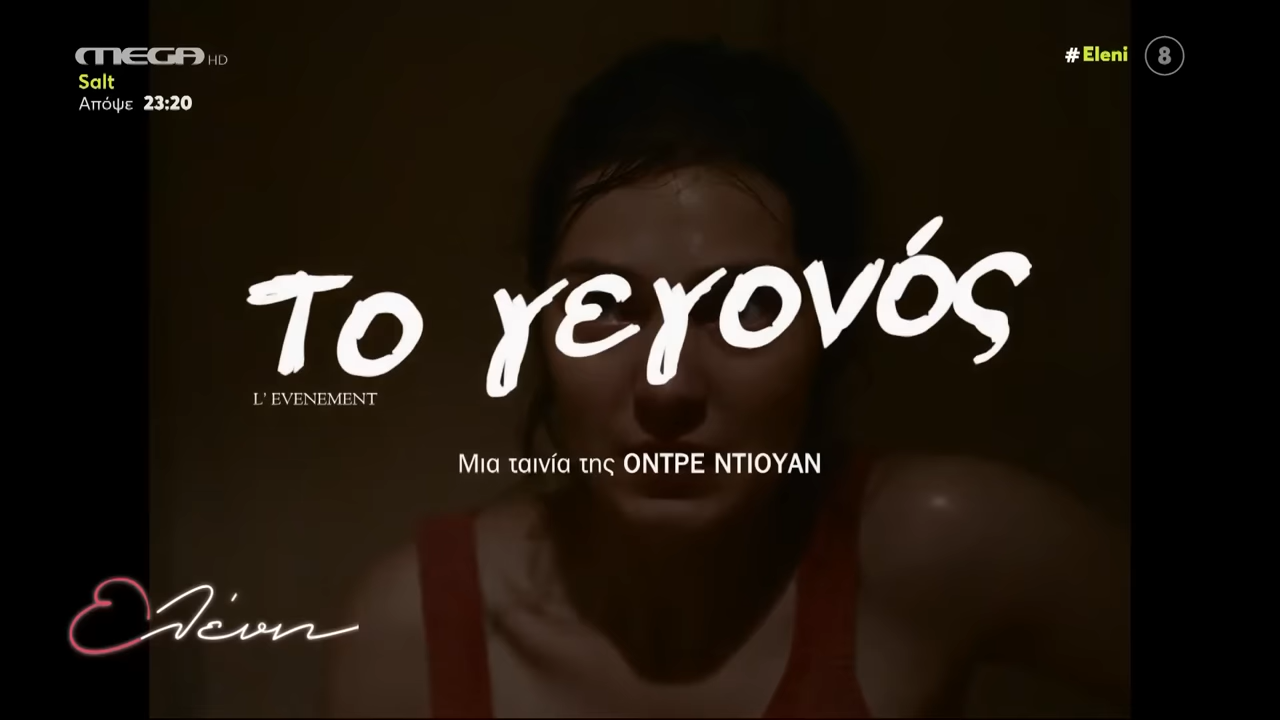 MEGA HD
Salt
Απόψε 23:20
#Eleni
8
Το γεγονός
L' EVENEMENT
Μια ταινία της ΟΝΤΡΕ ΝΤΙΟΥΑΝ
Ελένη